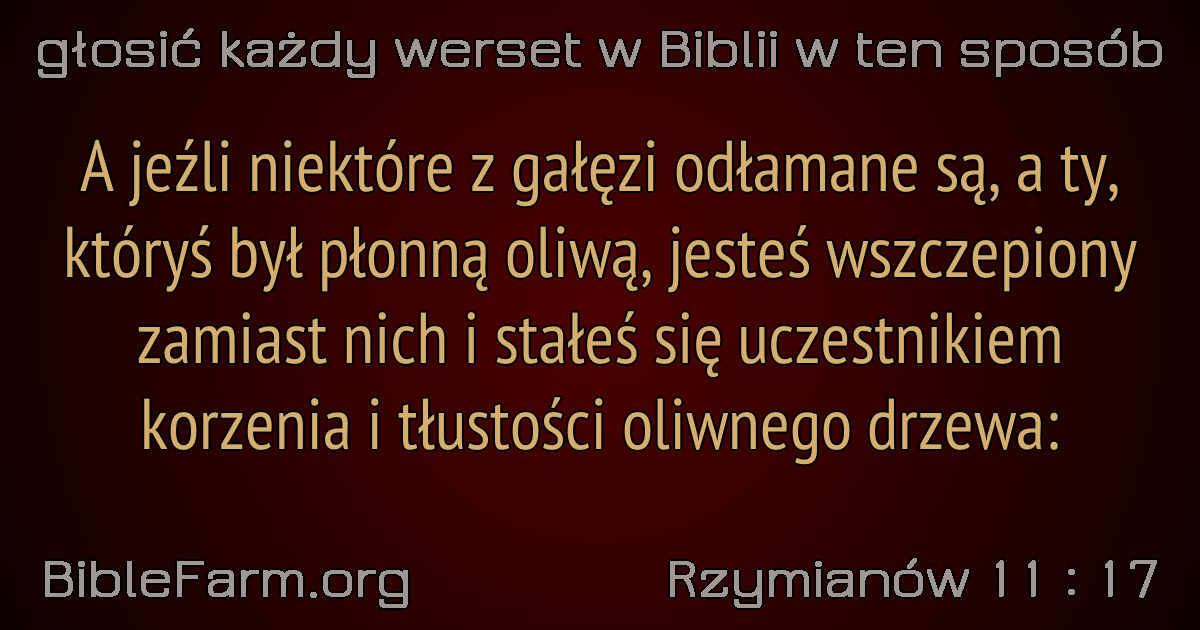 głosić każdy werset w Biblii w ten sposób
A jeźli niektóre z gałęzi odłamane są, a ty,
któryś był płonną oliwą, jesteś wszczepiony
zamiast nich i stałeś się uczestnikiem
korzenia i tłustości oliwnego drzewa:
BibleFarm.org
Rzymianów 11 : 17